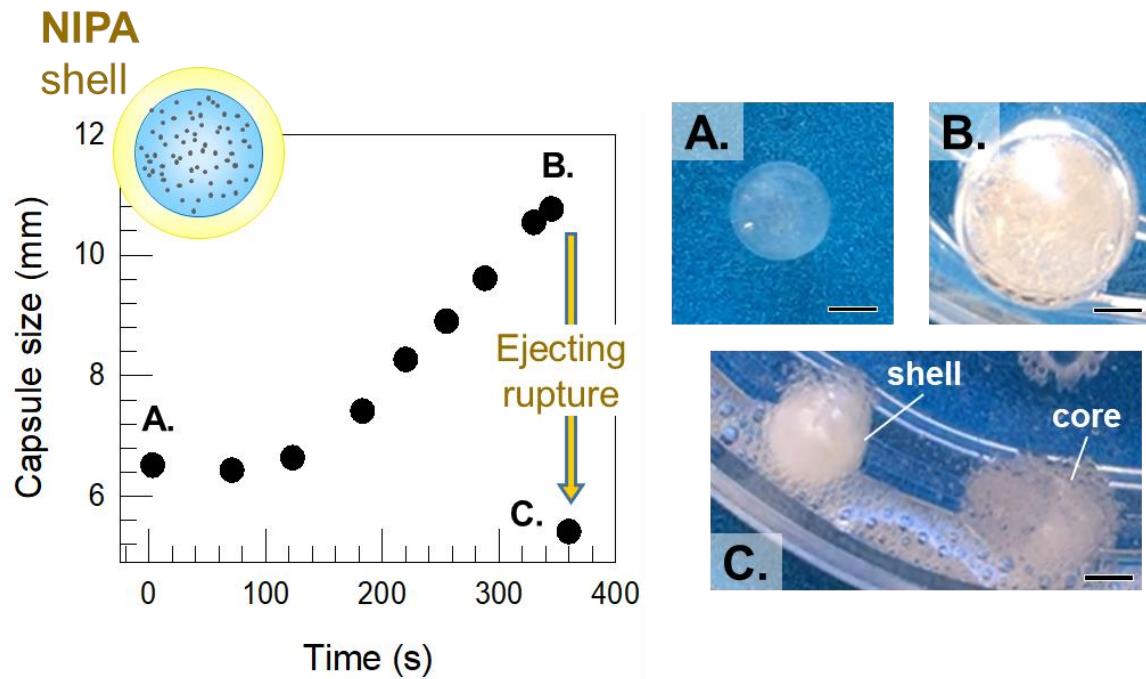 NIPA
shell
12
10
8
6
Capsule size (mm)
A.
B.
Ejecting
rupture
C.
0 100 200 300 400
Time (s)
A.
B.
shell
core
C.